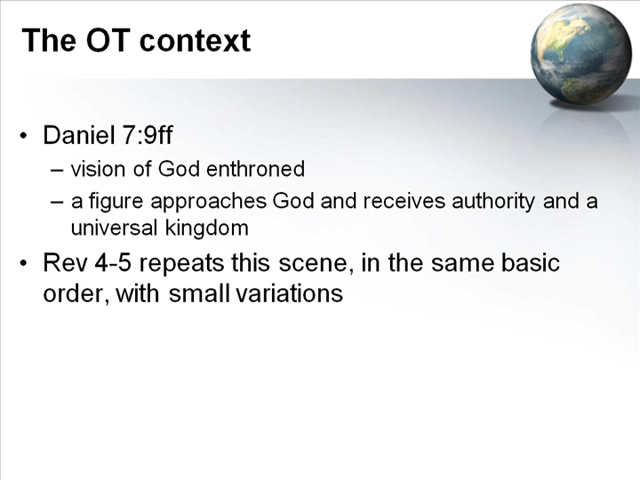 The OT context
• Daniel 7:9ff
– vision of God enthroned
– a figure approaches God and receives authority and a
universal kingdom
• Rev 4-5 repeats this scene, in the same basic
order, with small variations